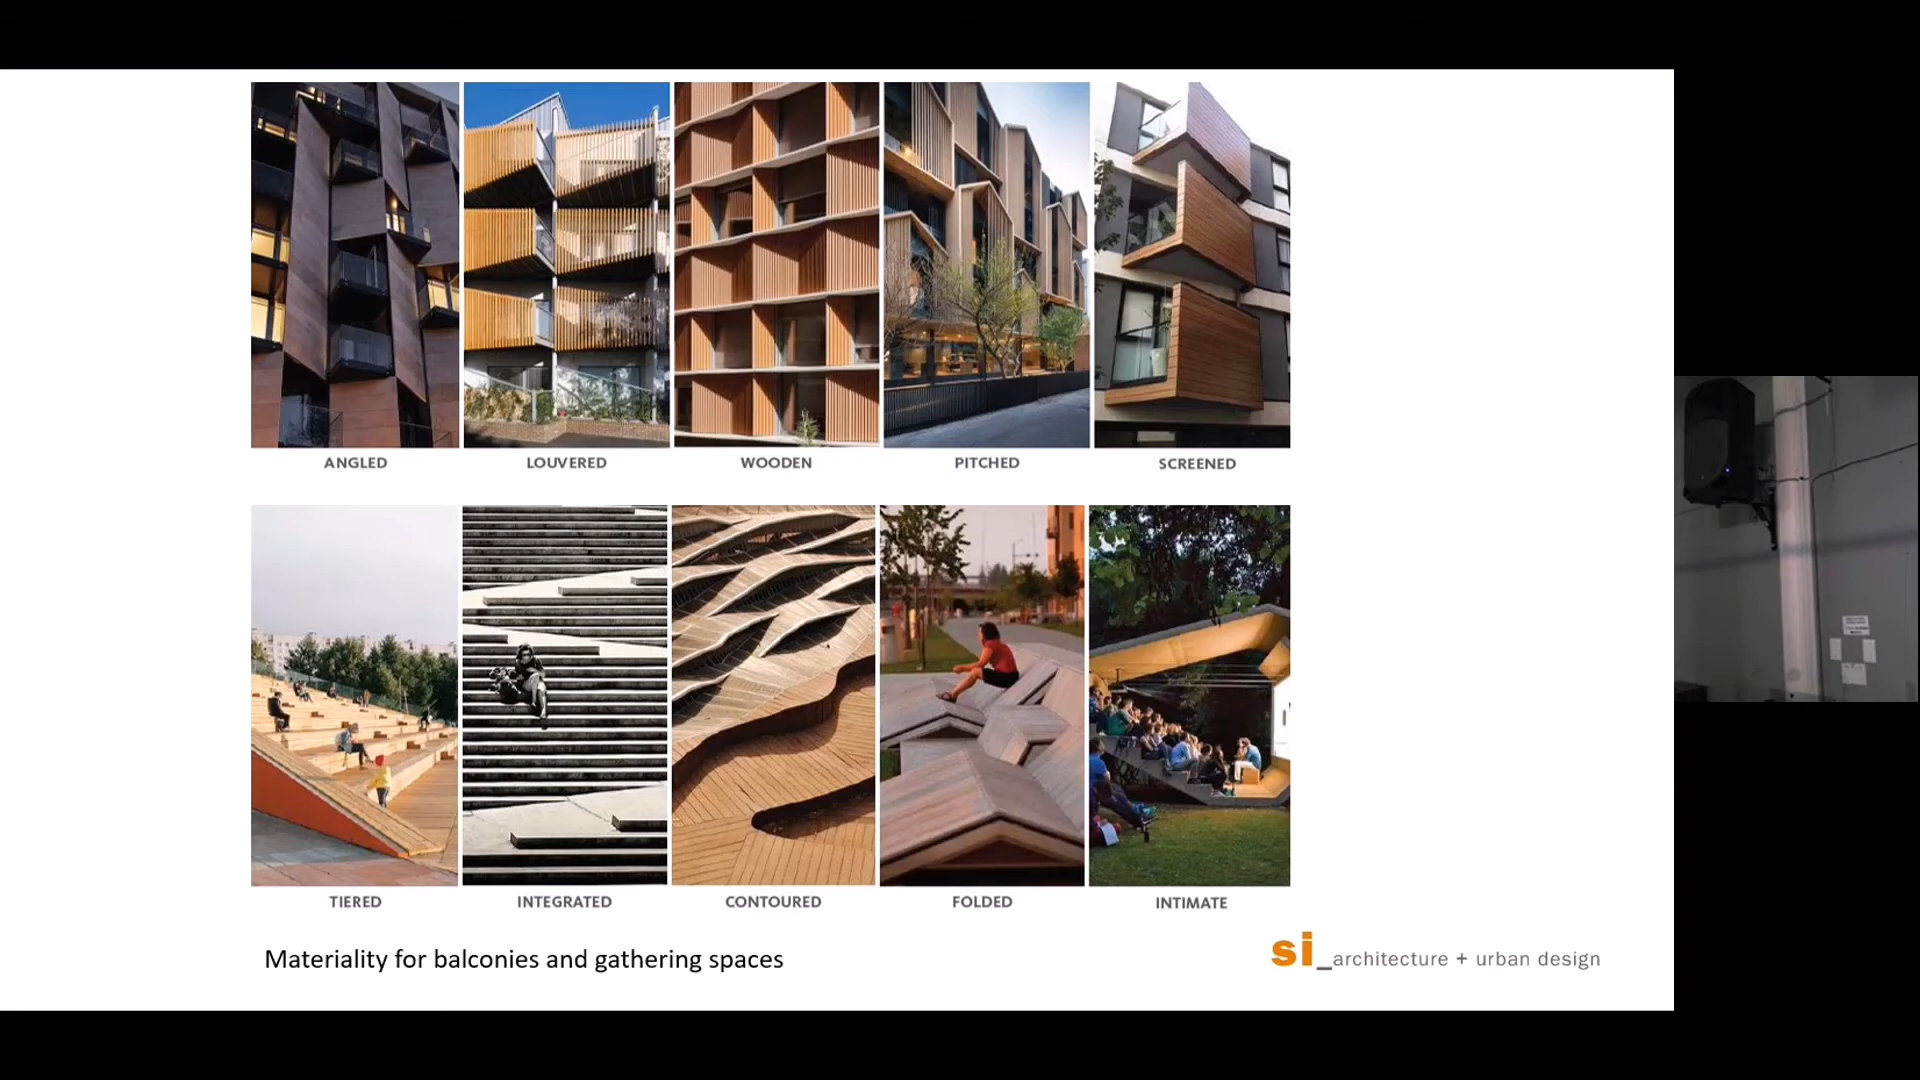 ANGLED
LOUVERED
WOODEN
PITCHED
SCREENED
TIERED
INTEGRATED
CONTOURED
FOLDED
INTIMATE
Materiality for balconies and gathering spaces
si_architecture + urban design